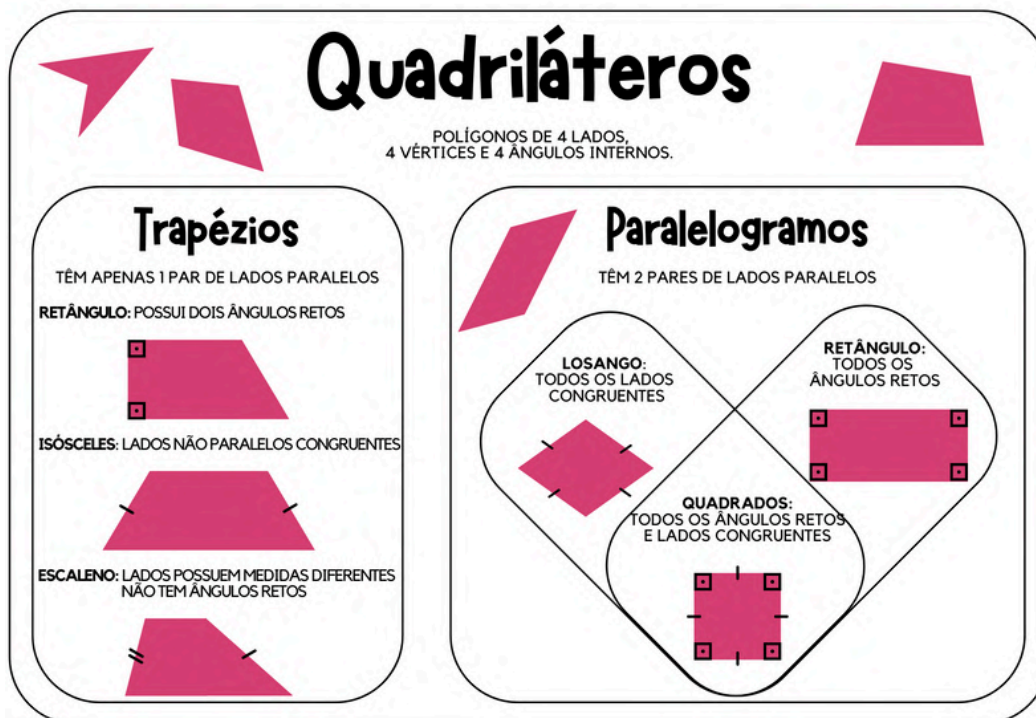 Quadriláteros
POLÍGONOS DE 4 LADOS,
4 VÉRTICES E 4 ÂNGULOS INTERNOS.
Trapézios
TÊM APENAS 1 PAR DE LADOS PARALELOS
RETÂNGULO: POSSUI DOIS ÂNGULOS RETOS
ISÓSCELES: LADOS NÃO PARALELOS CONGRUENTES
ESCALENO: LADOS POSSUEM MEDIDAS DIFERENTES
NÃO TEM ÂNGULOS RETOS
Paralelogramos
TÊM 2 PARES DE LADOS PARALELOS
LOSANGO:
TODOS OS LADOS
CONGRUENTES
RETÂNGULO:
TODOS OS
ÂNGULOS RETOS
QUADRADOS:
TODOS OS ÂNGULOS RETOS
E LADOS CONGRUENTES